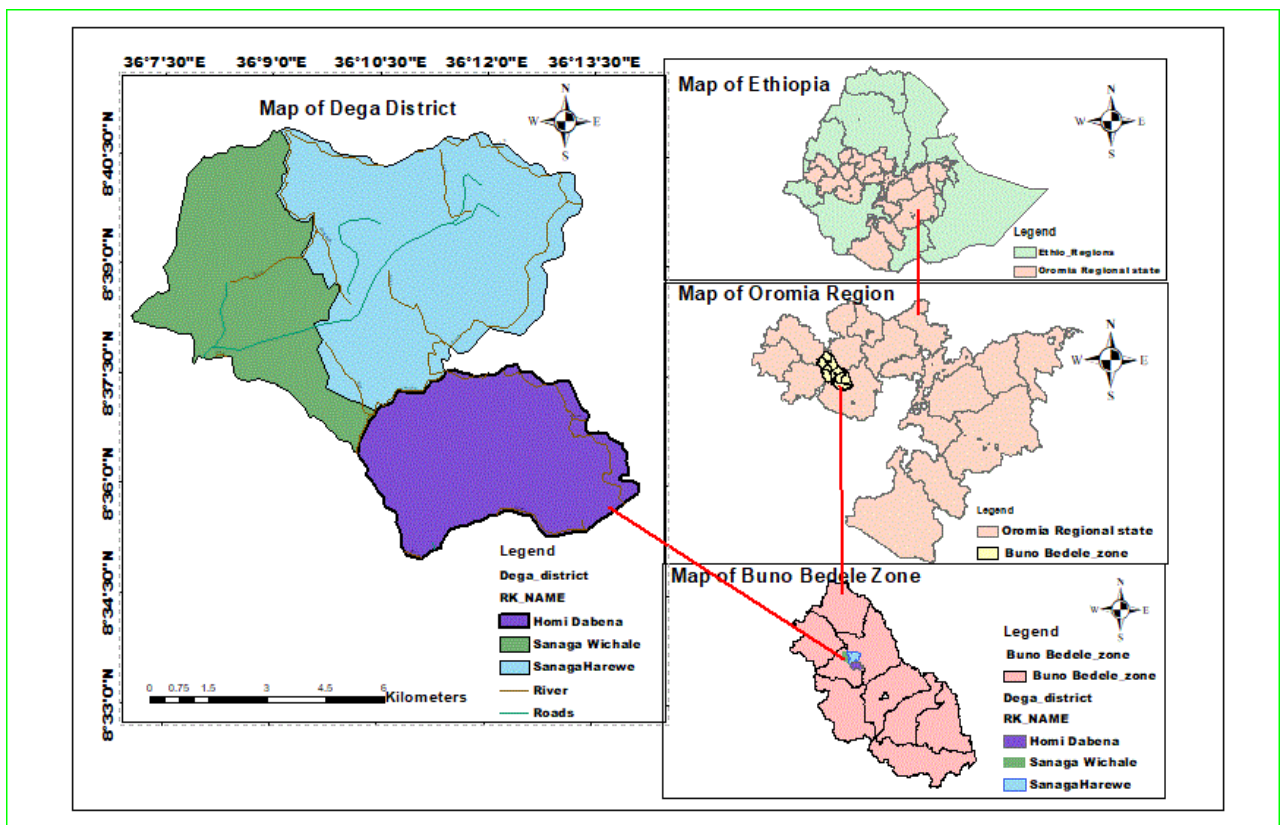 36°7'30"E 36°9'0"E 36°10'30"E 36°12'0"E 36°13'30"E
8°40'30"N
8°39'0"N
8°37'30"N
8°36'0"N
8°34'30"N
8°33'0"N
Map of Dega District
N
W E
S
Legend
Dega_district
RK_NAME
Homi Dabena
Sanaga Wichale
SanagaHarewe
River
Roads
0 0.75 1.5 3 4.5 6
Kilometers
Map of Ethiopia
N
W E
S
Legend
Ethio_Regions
Oromia Regional state
Map of Oromia Region
N
W E
S
Legend
Oromia Regional state
Buno Bedele_zone
Map of Buno Bedele Zone
N
W E
S
Legend
Buno Bedele_zone
Buno Bedele_zone
Dega_district
RK_NAME
Homi Dabena
Sanaga Wichale
SanagaHarewe